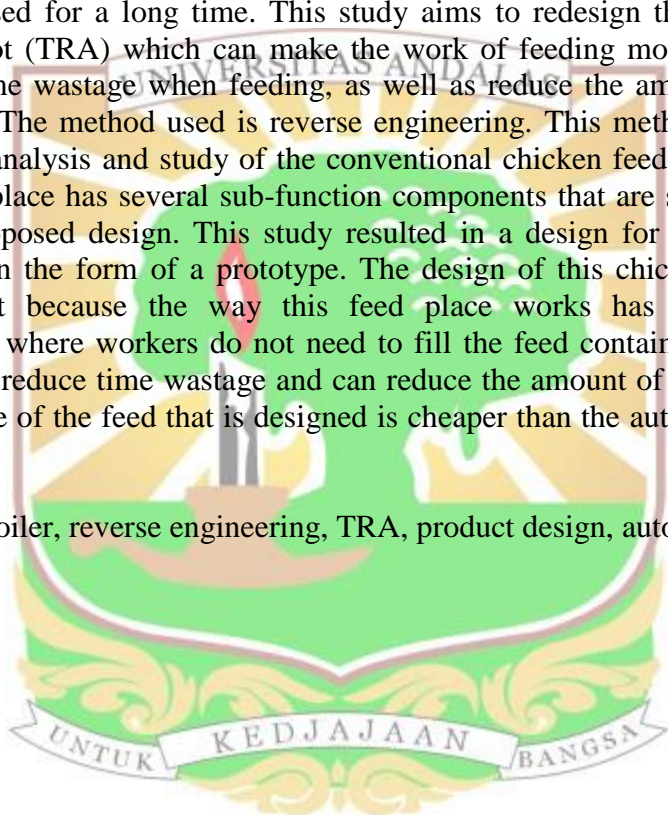 sed for a long time. This study aims to redesign th
ot (TRA) which can make the work of feeding mo
UNIVERSITAS ANDALAS
ne wastage when feeding, as well as reduce the am
The method used is reverse engineering. This meth
analysis and study of the conventional chicken feed
place has several sub-function components that are s
posed design. This study resulted in a design for
n the form of a prototype. The design of this chic
t because the way this feed place works has
where workers do not need to fill the feed contain
reduce time wastage and can reduce the amount of
e of the feed that is designed is cheaper than the aut
oiler, reverse engineering, TRA, product design, auto
UNTUK KEDJAJAAN BANGSA